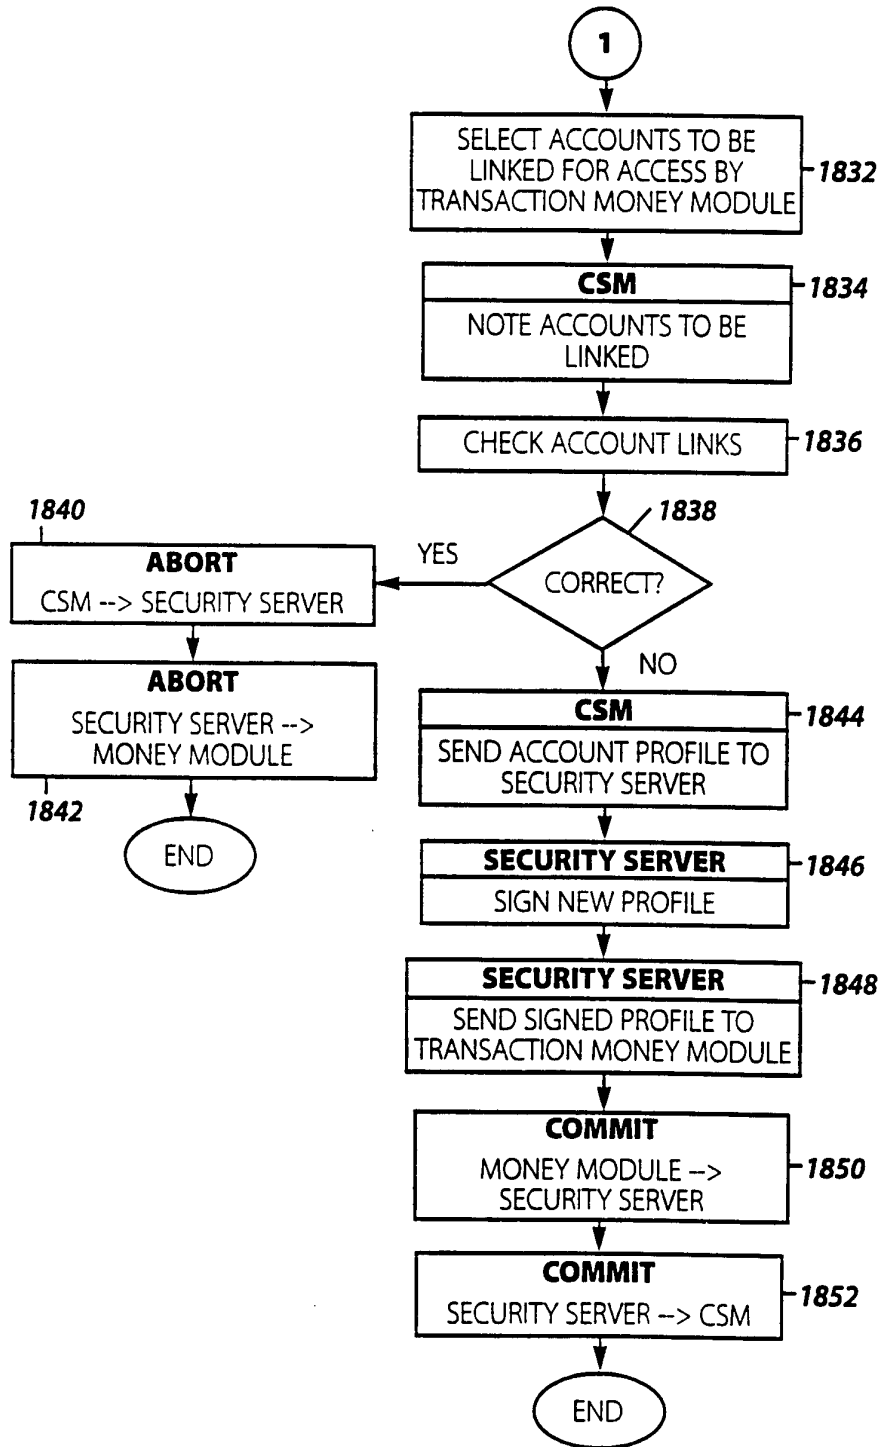 1
SELECT ACCOUNTS TO BE
LINKED FOR ACCESS BY
TRANSACTION MONEY MODULE
1832
CSM
1834
NOTE ACCOUNTS TO BE
LINKED
CHECK ACCOUNT LINKS
1836
1838
CORRECT?
YES
1840
ABORT
CSM --> SECURITY SERVER
ABORT
SECURITY SERVER -->
MONEY MODULE
1842
END
NO
CSM
1844
SEND ACCOUNT PROFILE TO
SECURITY SERVER
SECURITY SERVER
1846
SIGN NEW PROFILE
SECURITY SERVER
1848
SEND SIGNED PROFILE TO
TRANSACTION MONEY MODULE
COMMIT
MONEY MODULE -->
SECURITY SERVER
1850
COMMIT
SECURITY SERVER --> CSM
1852
END